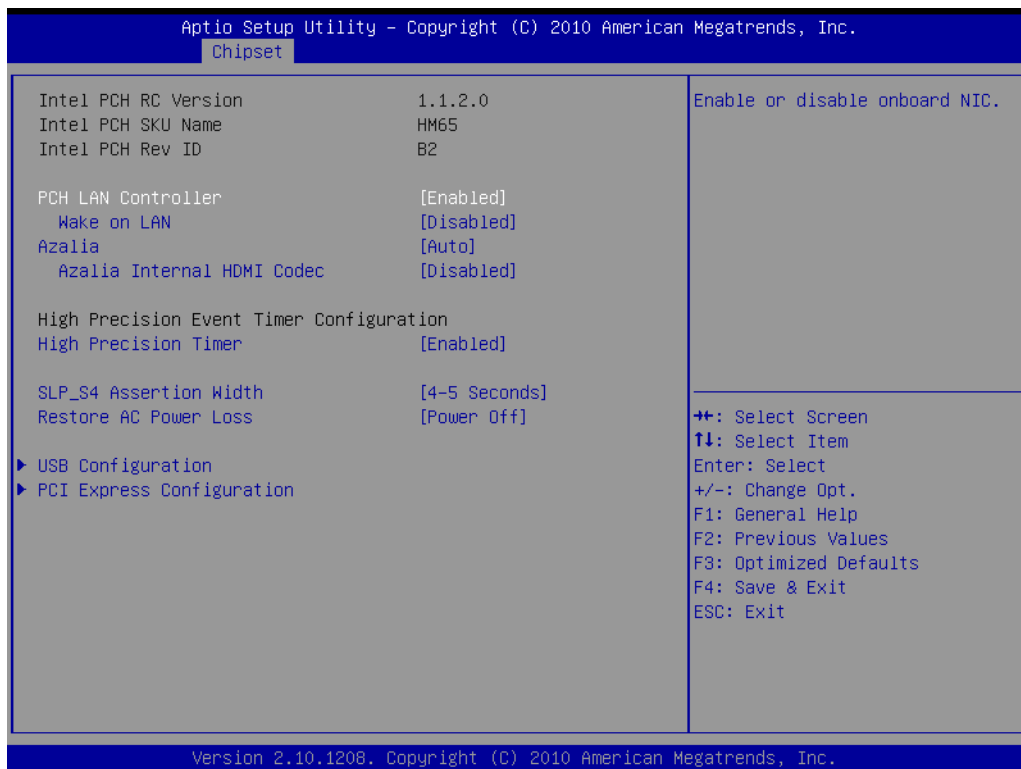 Aptio Setup Utility – Copyright (C) 2010 American Megatrends, Inc.
Chipset
Intel PCH RC Version 1.1.2.0
Intel PCH SKU Name HM65
Intel PCH Rev ID B2
PCH LAN Controller [Enabled]
Wake on LAN [Disabled]
Azalia [Auto]
Azalia Internal HDMI Codec [Disabled]
High Precision Event Timer Configuration
High Precision Timer [Enabled]
SLP_S4 Assertion Width [4-5 Seconds]
Restore AC Power Loss [Power Off]
USB Configuration
PCI Express Configuration
Enable or disable onboard NIC.
→←: Select Screen
↑↓: Select Item
Enter: Select
+/-: Change Opt.
F1: General Help
F2: Previous Values
F3: Optimized Defaults
F4: Save & Exit
ESC: Exit
Version 2.10.1208. Copyright (C) 2010 American Megatrends, Inc.